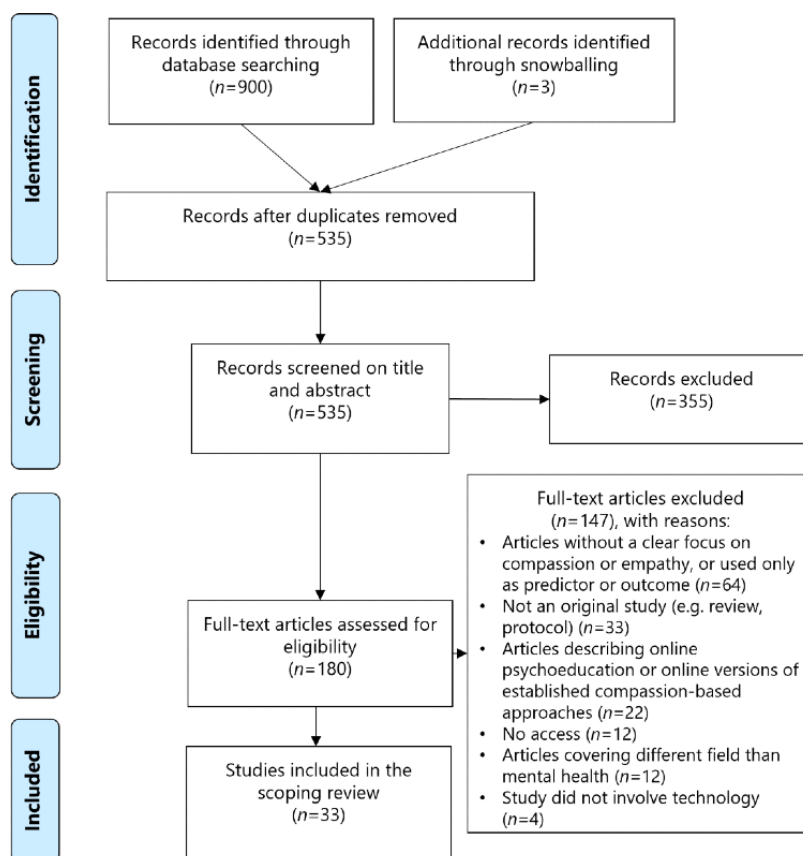 Identification
Records identified through
database searching
(n=900)
Additional records identified
through snowballing
(n=3)
Records after duplicates removed
(n=535)
Screening
Records screened on title
and abstract
(n=535)
Records excluded
(n=355)
Eligibility
Full-text articles assessed for
eligibility
(n=180)
Full-text articles excluded
(n=147), with reasons:
• Articles without a clear focus on
compassion or empathy, or used only
as predictor or outcome (n=64)
• Not an original study (e.g. review,
protocol) (n=33)
• Articles describing online
psychoeducation or online versions of
established compassion-based
approaches (n=22)
• No access (n=12)
• Articles covering different field than
mental health (n=12)
• Study did not involve technology
(n=4)
Included
Studies included in the
scoping review
(n=33)